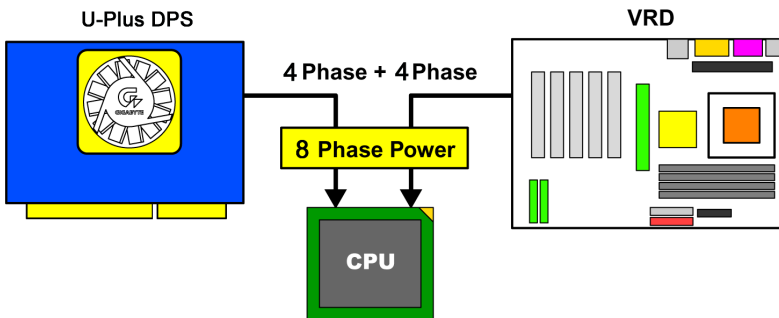 U-Plus DPS
VRD
4 Phase + 4 Phase
GIGABYTE
8 Phase Power
CPU